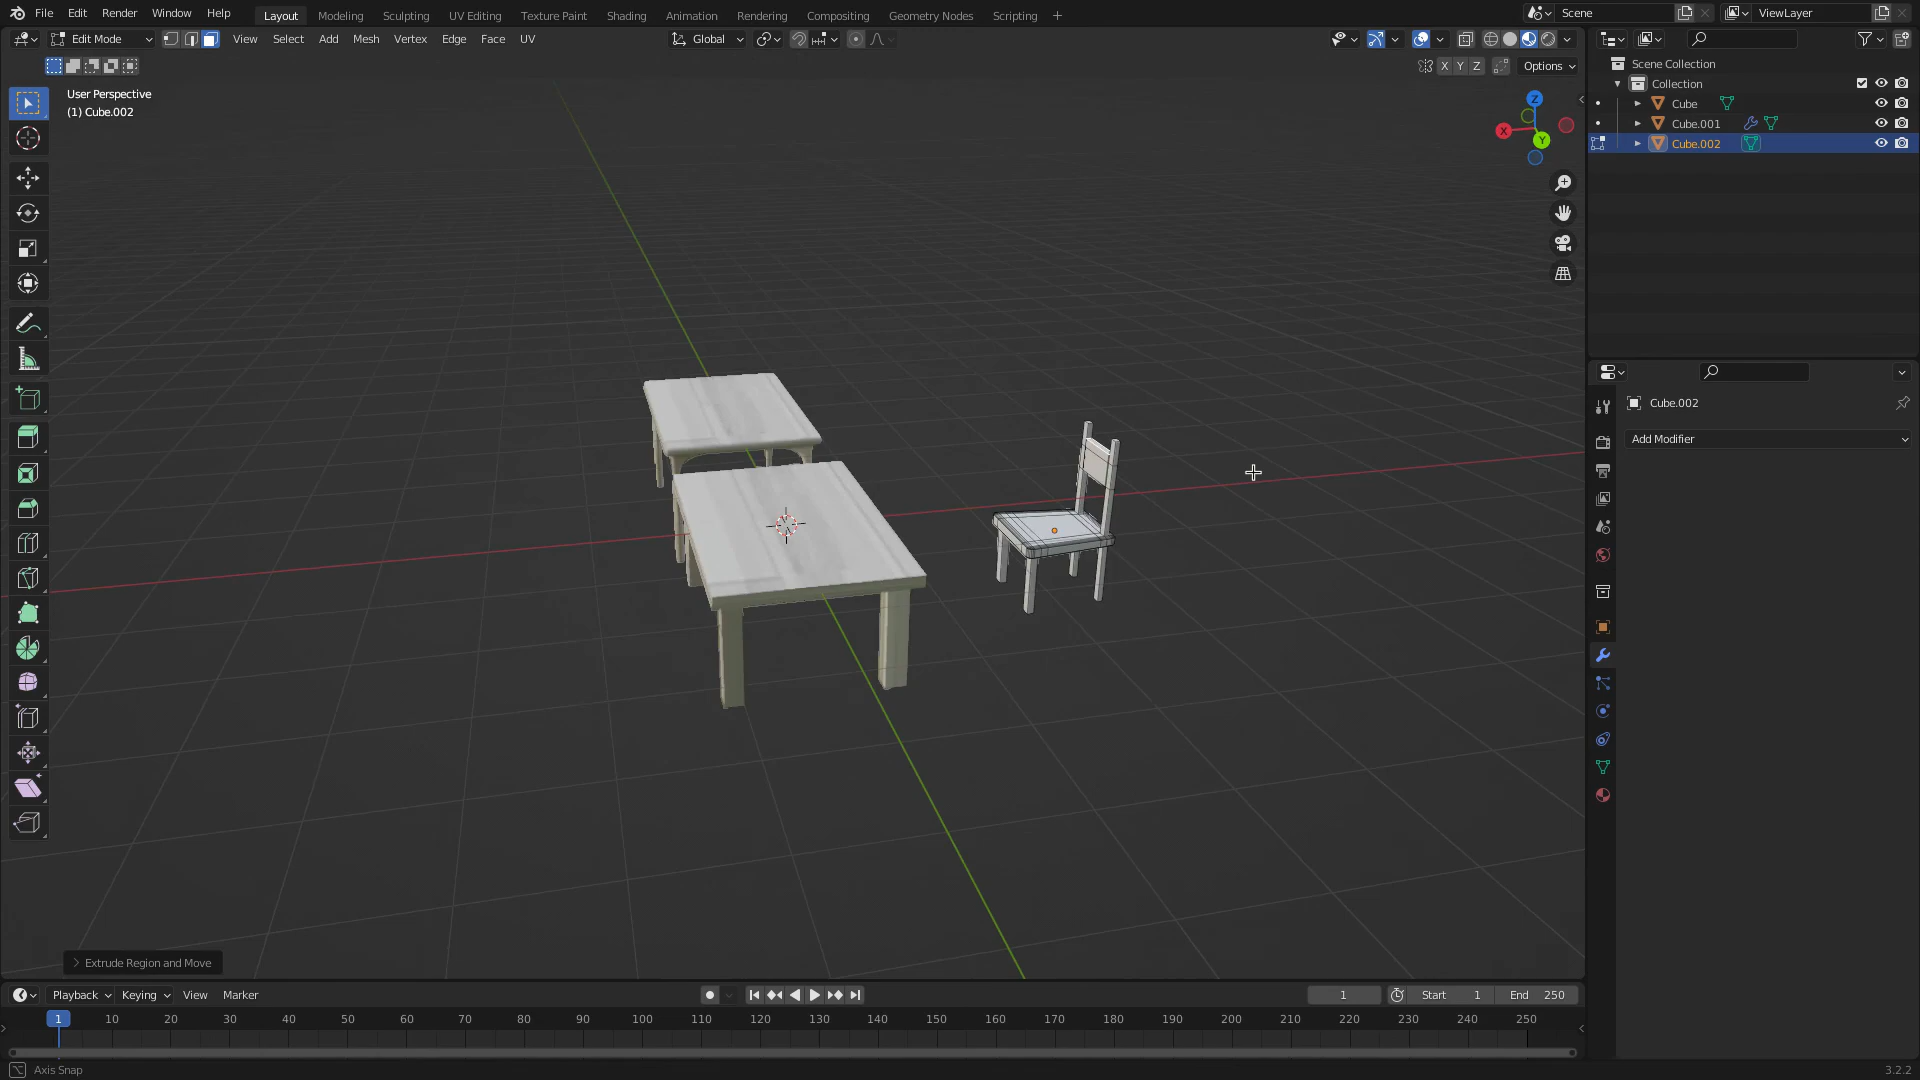 File Edit Render Window Help Layout Modeling Sculpting UV Editing Texture Paint Shading Animation Rendering Compositing Geometry Nodes Scripting + Scene ViewLayer
Edit Mode View Select Add Mesh Vertex Edge Face UV Global
X Y Z Options
User Perspective
(1) Cube.002
Z
X
Y
Scene Collection
Collection
Cube
Cube.001
Cube.002
Cube.002
Add Modifier
Extrude Region and Move
Playback Keying View Marker 1 Start 1 End 250
1 10 20 30 40 50 60 70 80 90 100 110 120 130 140 150 160 170 180 190 200 210 220 230 240 250
Axis Snap 3.2.2